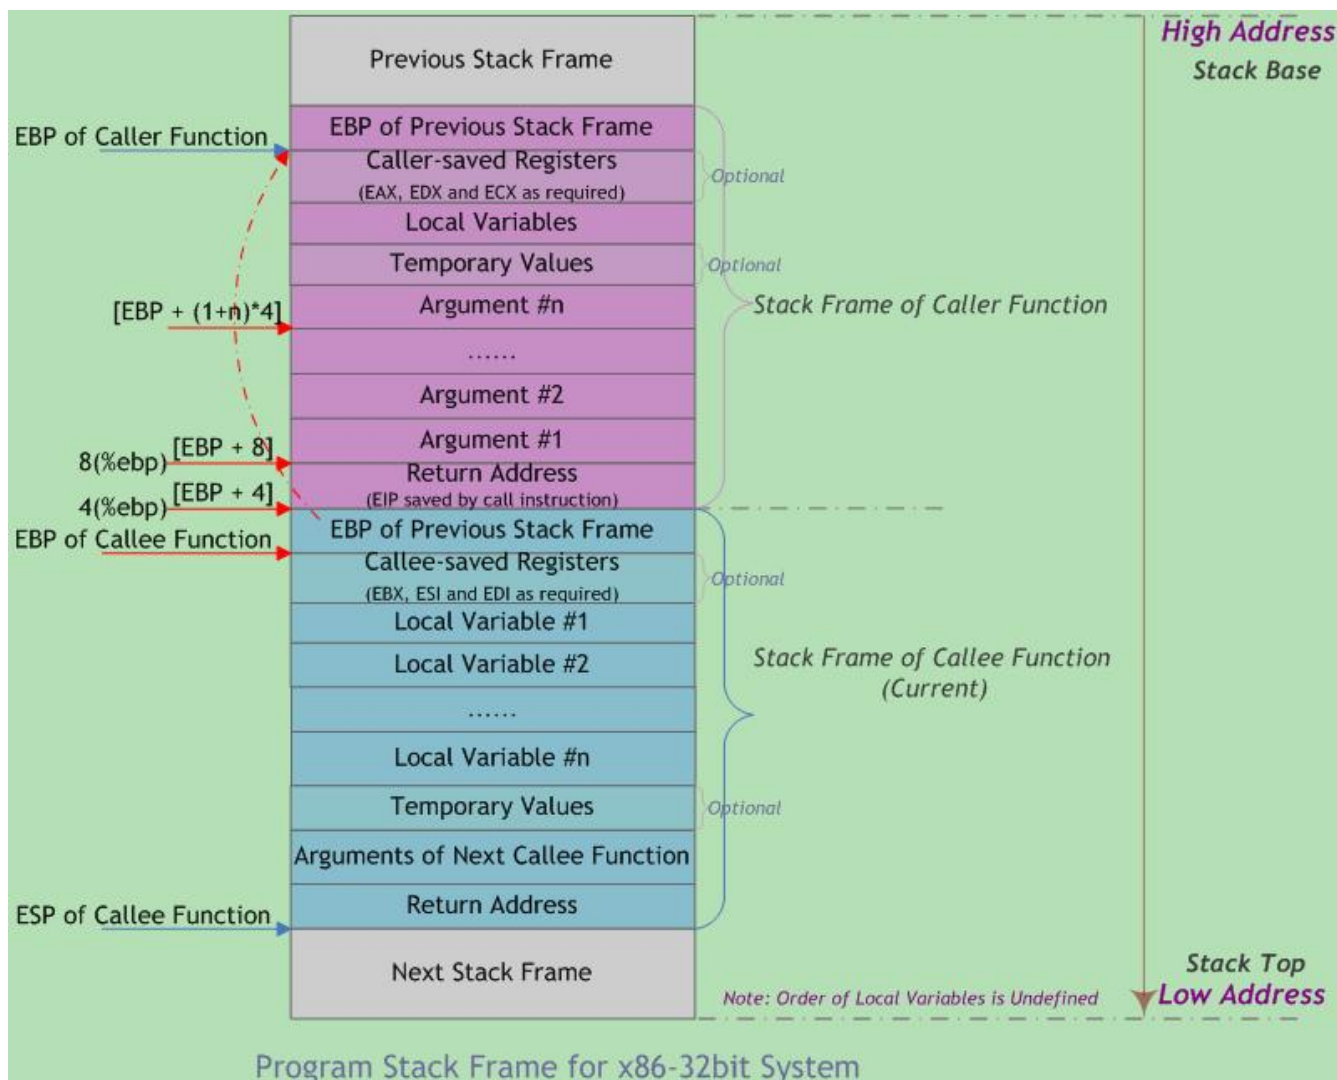 High Address
Stack Base
Previous Stack Frame
EBP of Previous Stack Frame
EBP of Caller Function
Caller-saved Registers
(EAX, EDX and ECX as required)
Optional
Local Variables
Temporary Values
Optional
Argument #n
[EBP + (1+n)*4]
Stack Frame of Caller Function
......
Argument #2
Argument #1
8(%ebp)
[EBP + 8]
Return Address
(EIP saved by call instruction)
4(%ebp)
[EBP + 4]
EBP of Previous Stack Frame
EBP of Callee Function
Callee-saved Registers
(EBX, ESI and EDI as required)
Optional
Local Variable #1
Local Variable #2
Stack Frame of Callee Function
(Current)
......
Local Variable #n
Temporary Values
Optional
Arguments of Next Callee Function
Return Address
ESP of Callee Function
Next Stack Frame
Stack Top
Note: Order of Local Variables is Undefined
Low Address
Program Stack Frame for x86-32bit System